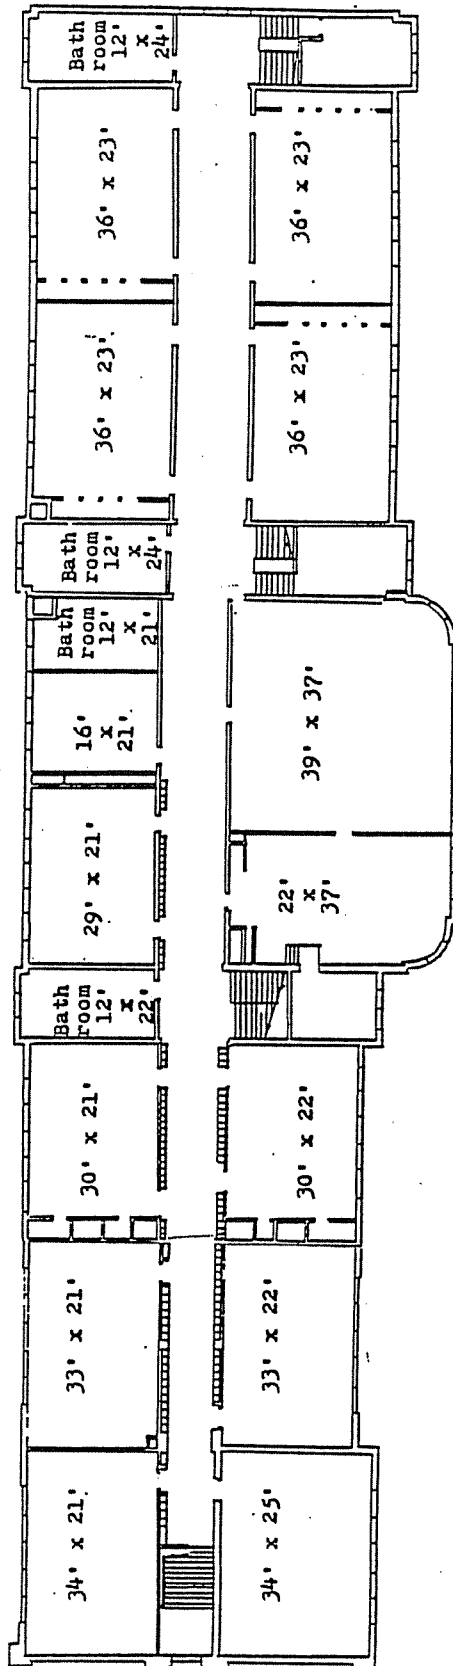 Bath
room
12'
x
24'
36' x 23'
36' x 23'
36' x 23'
36' x 23'
Bath
room
12'
x
24'
Bath
room
12'
x
21'
16'
x
21'
39' x 37'
29' x 21'
22'
x
37'
Bath
room
12'
x
22'
30' x 21'
30' x 22'
33' x 21'
33' x 22'
34' x 21'
34' x 25'